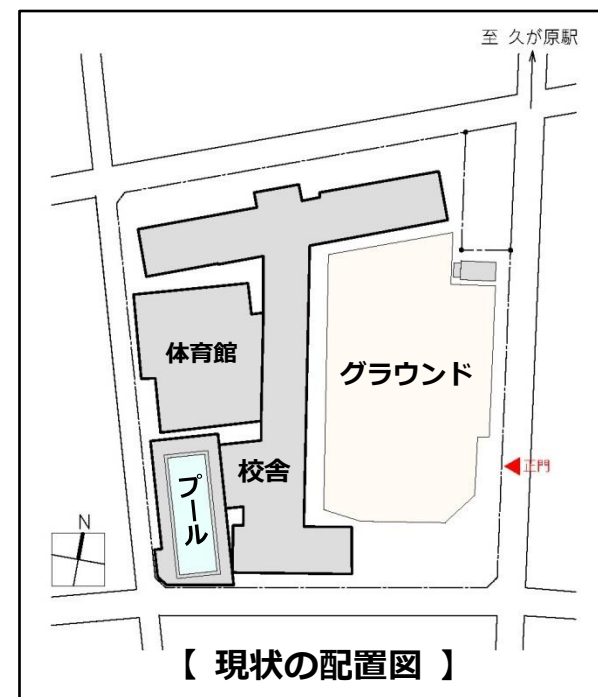 至 久が原駅
体育館
グラウンド
校舎
正門
プール
N
【 現状の配置図 】